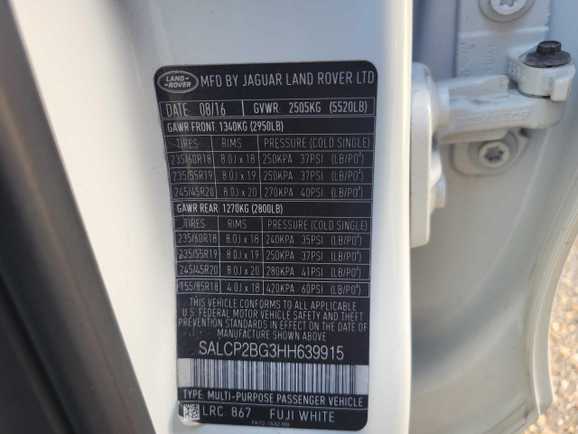 LAND-ROVER
MFD BY JAGUAR LAND ROVER LTD
DATE 08/16 GVWR 2505KG (5520LB)
GAWR FRONT 1340KG (2950LB)
TIRES RIMS PRESSURE (COLD SINGLE)
235/60R18 8.0J x 18 250KPA 37PSI (LB/PO²)
235/55R19 8.0J x 19 250KPA 37PSI (LB/PO²)
245/45R20 8.0J x 20 270KPA 40PSI (LB/PO²)
GAWR REAR 1270KG (2800LB)
TIRES RIMS PRESSURE (COLD SINGLE)
235/60R18 8.0J x 18 240KPA 35PSI (LB/PO²)
235/55R19 8.0J x 19 250KPA 37PSI (LB/PO²)
245/45R20 8.0J x 20 280KPA 41PSI (LB/PO²)
155/85R18 4.0J x 18 420KPA 60PSI (LB/PO²)
THIS VEHICLE CONFORMS TO ALL APPLICABLE
FEDERAL MOTOR VEHICLE SAFETY AND THEFT
PREVENTION STANDARDS IN EFFECT ON THE DATE
OF MANUFACTURE SHOWN ABOVE
SALCP2BG3HH639915
TYPE: MULTI-PURPOSE PASSENGER VEHICLE
LRC 867 FUJI WHITE